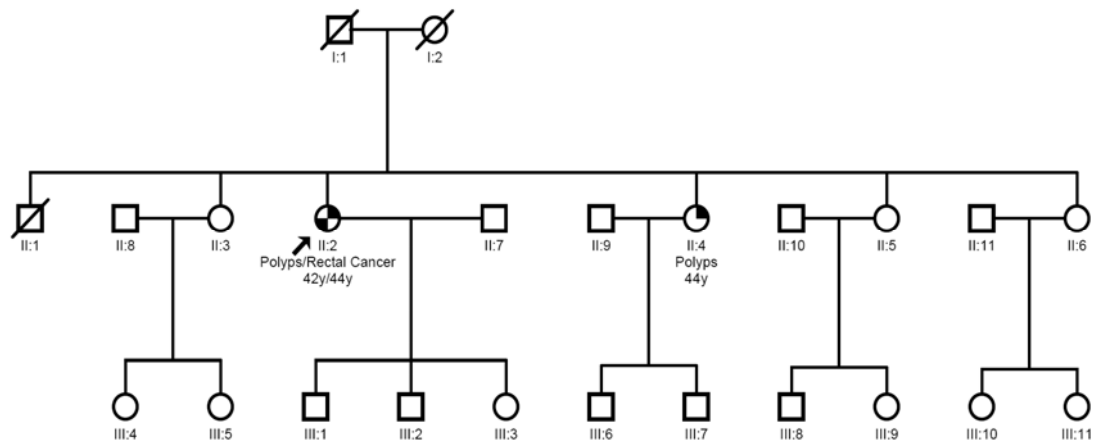 I:1 I:2
II:1 II:8 II:3 II:2 II:7 II:9 II:4 II:10 II:5 II:11 II:6
Polyps/Rectal Cancer Polyps
42y/44y 44y
III:4 III:5 III:1 III:2 III:3 III:6 III:7 III:8 III:9 III:10 III:11